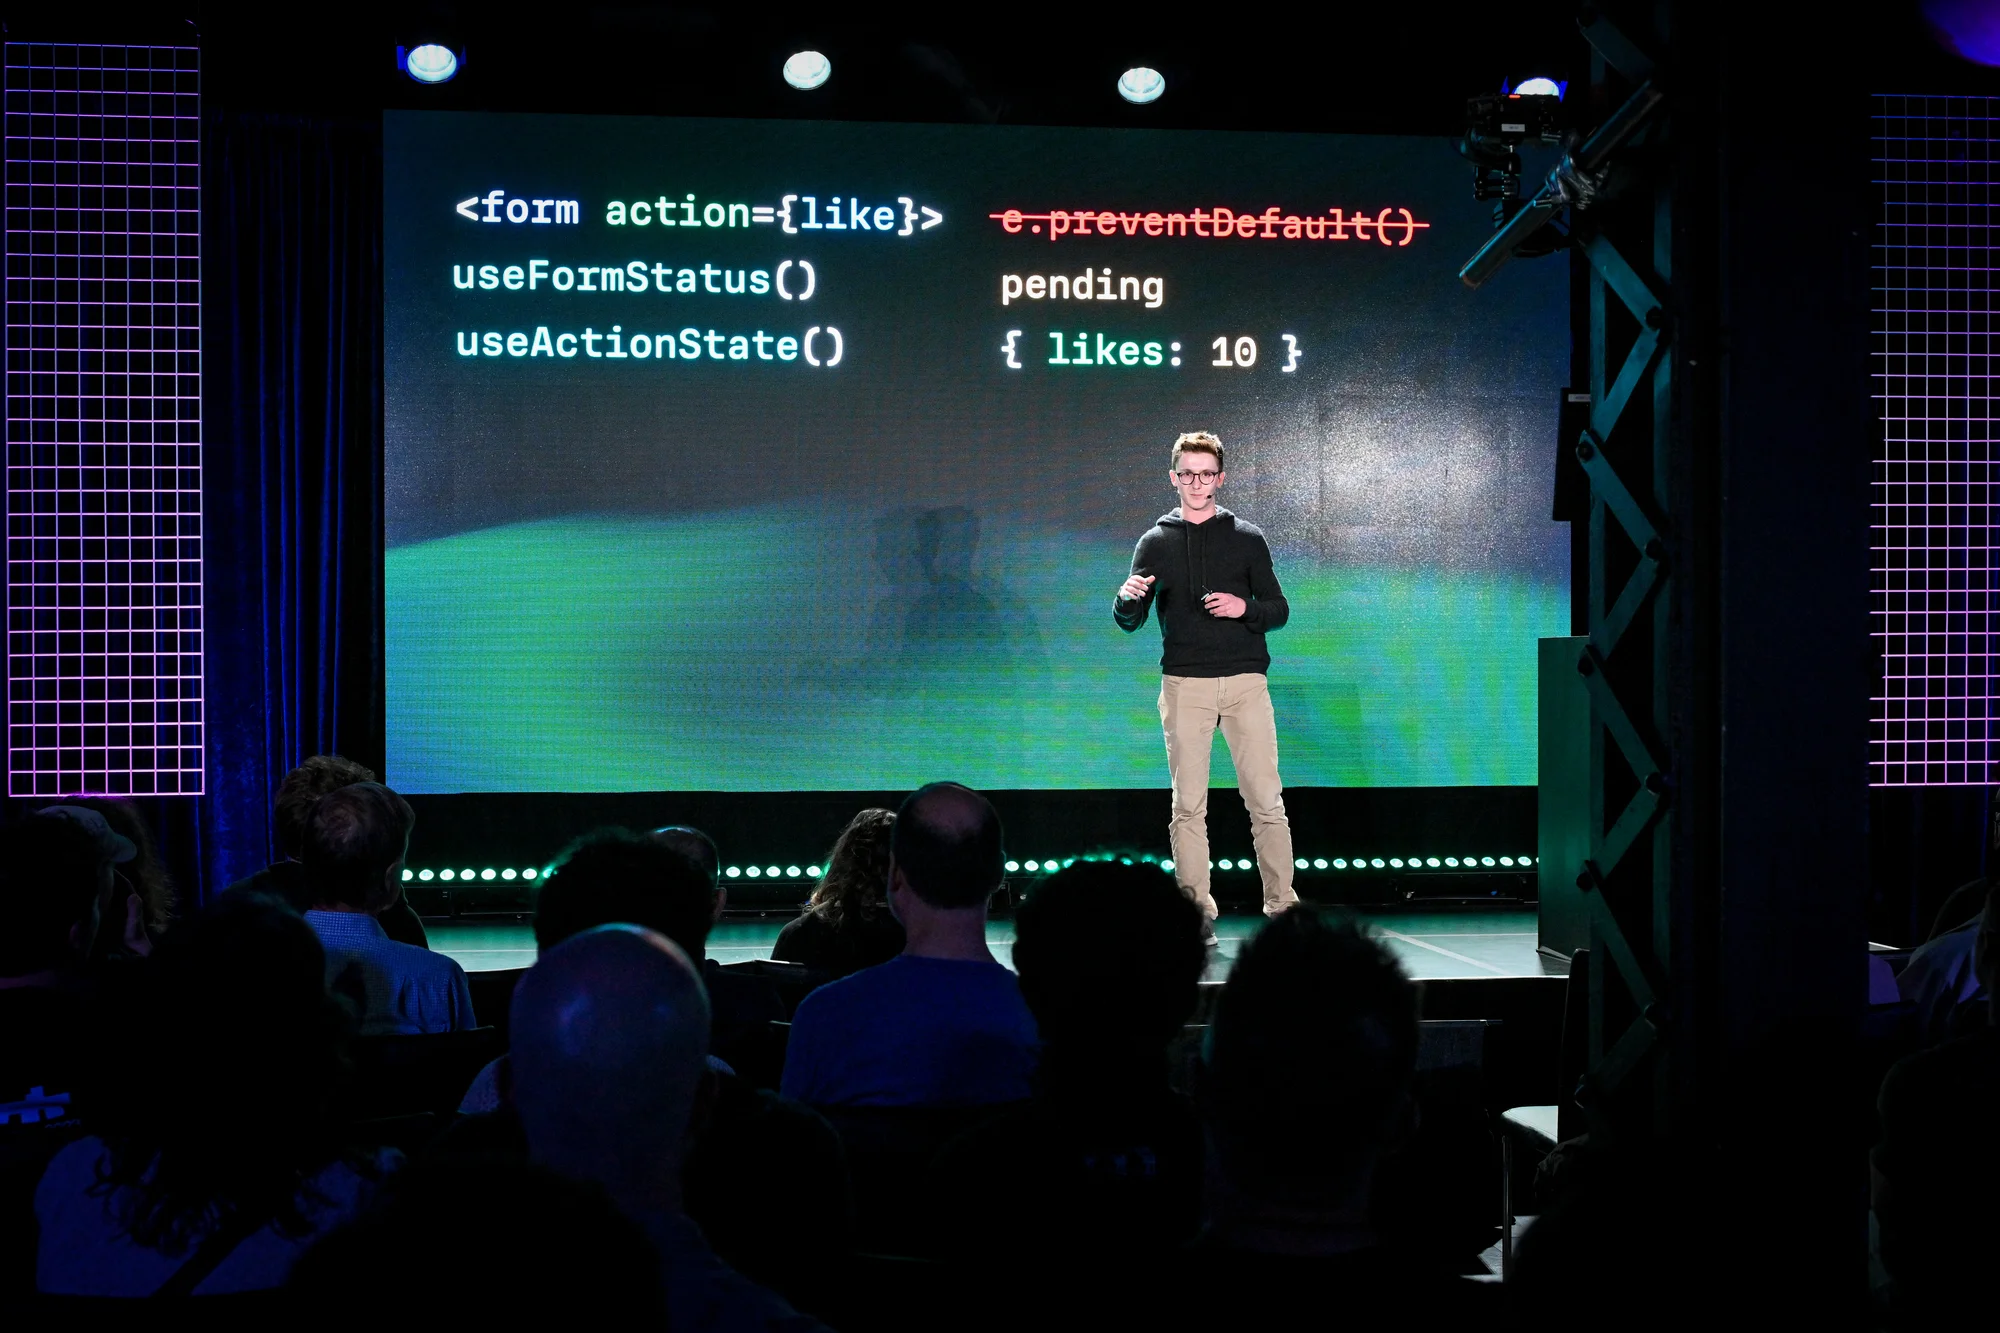 <form action={like}> e.preventDefault()
useFormStatus() pending
useActionState() { likes: 10 }